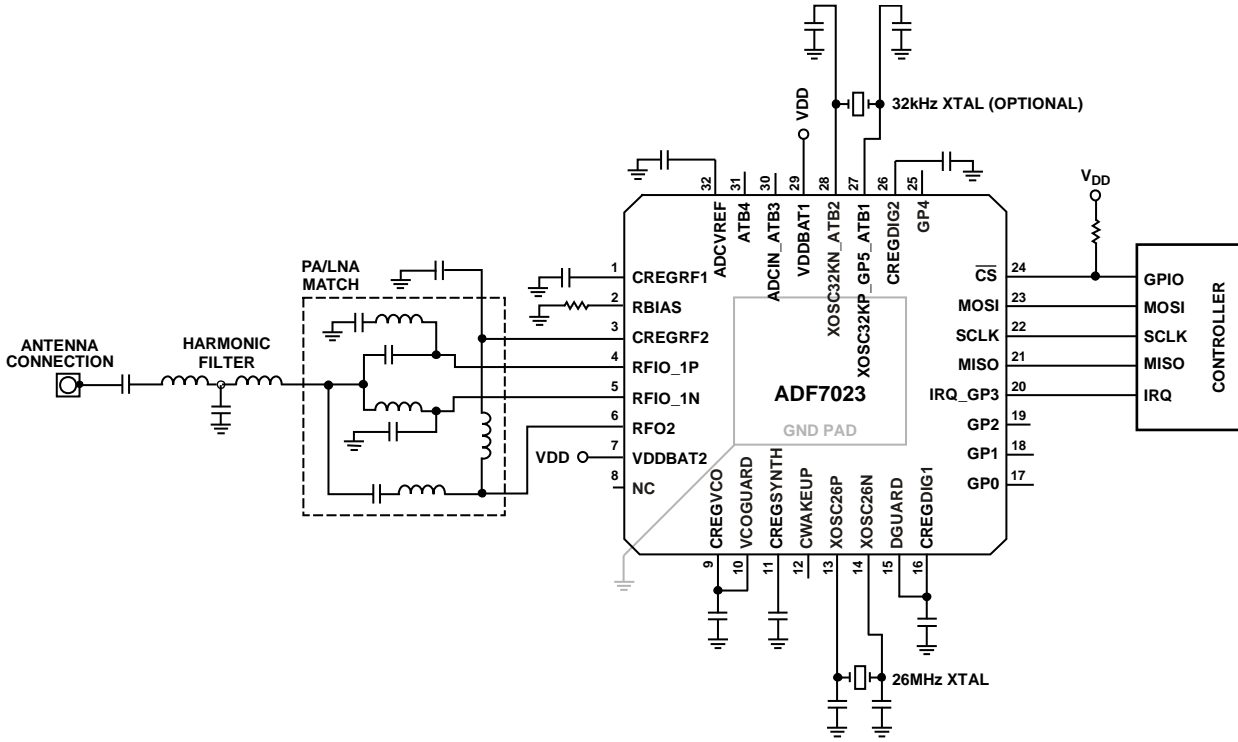 32kHz XTAL (OPTIONAL)
VDD
32
31
30
29
28
27
26
25
ADCVREF
ATB4
ADCIN_ATB3
VDDBAT1
XOSC32KN_ATB2
XOSC32KP_GP5_ATB1
CREGDIG2
GP4
VDD
PA/LNA
MATCH
ANTENNA
CONNECTION
HARMONIC
FILTER
1 CREGRF1
2 RBIAS
3 CREGRF2
4 RFIO_1P
5 RFIO_1N
6 RFO2
VDD
7 VDDBAT2
8 NC
ADF7023
GND PAD
CS 24
MOSI 23
SCLK 22
MISO 21
IRQ_GP3 20
GP2 19
GP1 18
GP0 17
GPIO
MOSI
SCLK
MISO
IRQ
CONTROLLER
CREGVCO
VCOGUARD
CREGSYNTH
CWAKEUP
XOSC26P
XOSC26N
DGUARD
CREGDIG1
9
10
11
12
13
14
15
16
26MHz XTAL